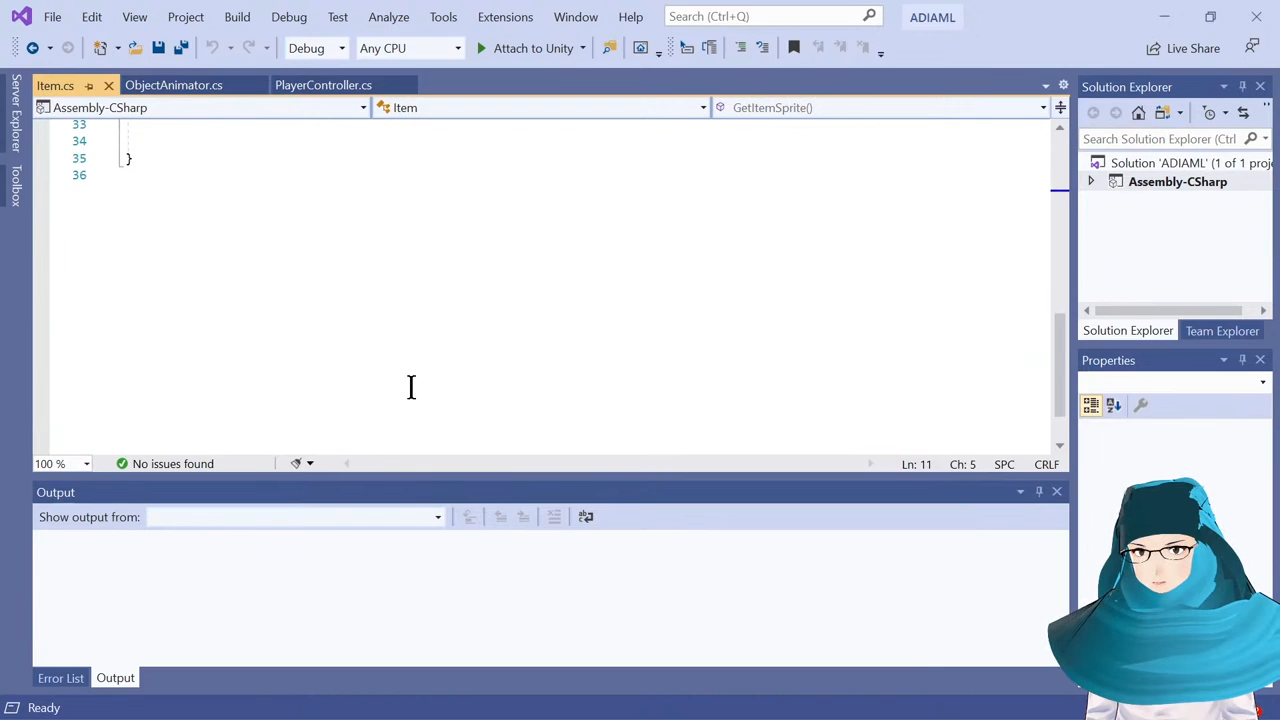 File Edit View Project Build Debug Test Analyze Tools Extensions Window Help Search (Ctrl+Q) ADIAML
Debug Any CPU Attach to Unity Live Share
Server Explorer
Toolbox
Item.cs ObjectAnimator.cs PlayerController.cs
Assembly-CSharp Item GetItemSprite()
33
34
35 }
36
100 % No issues found Ln: 11 Ch: 5 SPC CRLF
Output
Show output from:
Error List Output
Ready
Solution Explorer
Search Solution Explorer (Ctrl
Solution 'ADIAML' (1 of 1 proje
Assembly-CSharp
Solution Explorer Team Explorer
Properties